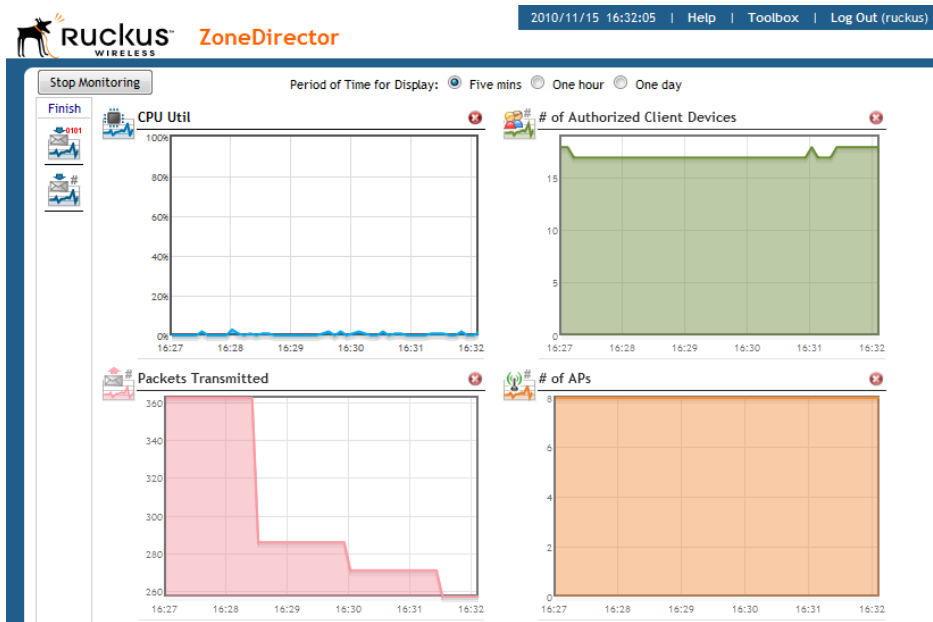 2010/11/15 16:32:05 | Help | Toolbox | Log Out (ruckus)
RUCKUS™ ZoneDirector
WIRELESS
Stop Monitoring
Period of Time for Display: Five mins One hour One day
Finish
0101
#
CPU Util
100%
80%
60%
40%
20%
0%
16:27 16:28 16:29 16:30 16:31 16:32
#
# of Authorized Client Devices
15
10
5
0
16:27 16:28 16:29 16:30 16:31 16:32
#
Packets Transmitted
360
340
320
300
280
260
16:27 16:28 16:29 16:30 16:31 16:32
#
# of APs
8
6
4
2
0
16:27 16:28 16:29 16:30 16:31 16:32